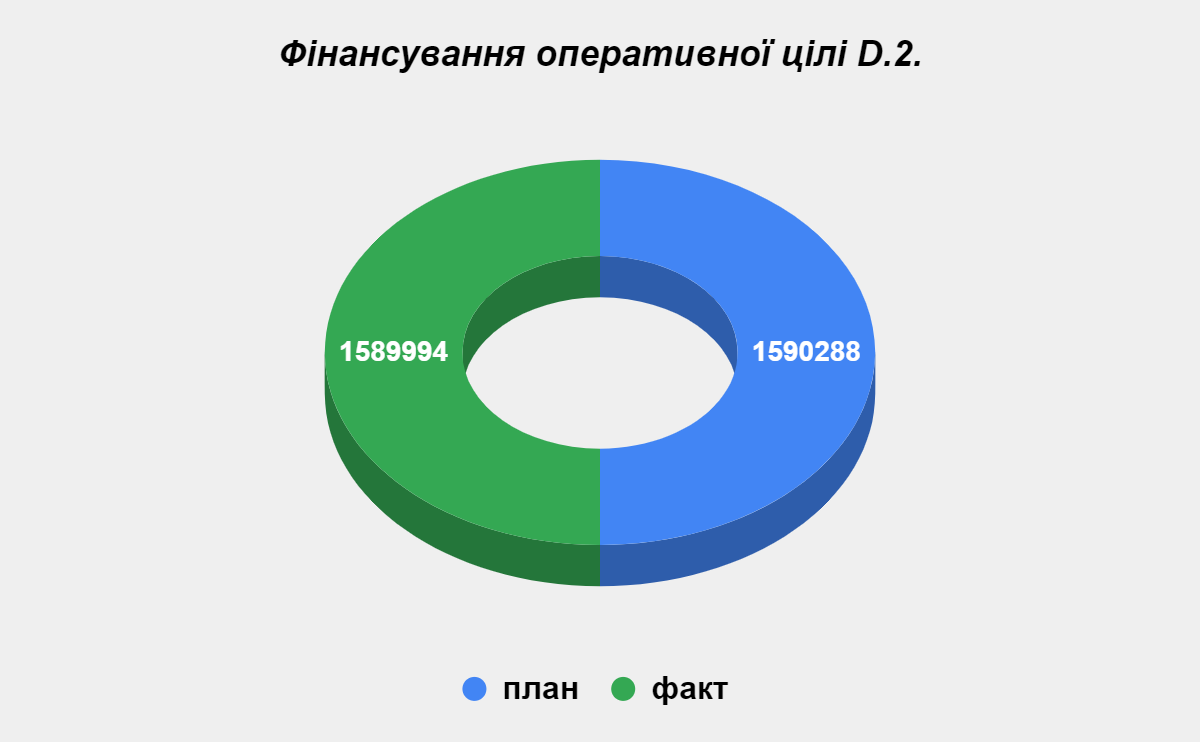 Фінансування оперативної цілі D.2.
1589994 1590288
план факт